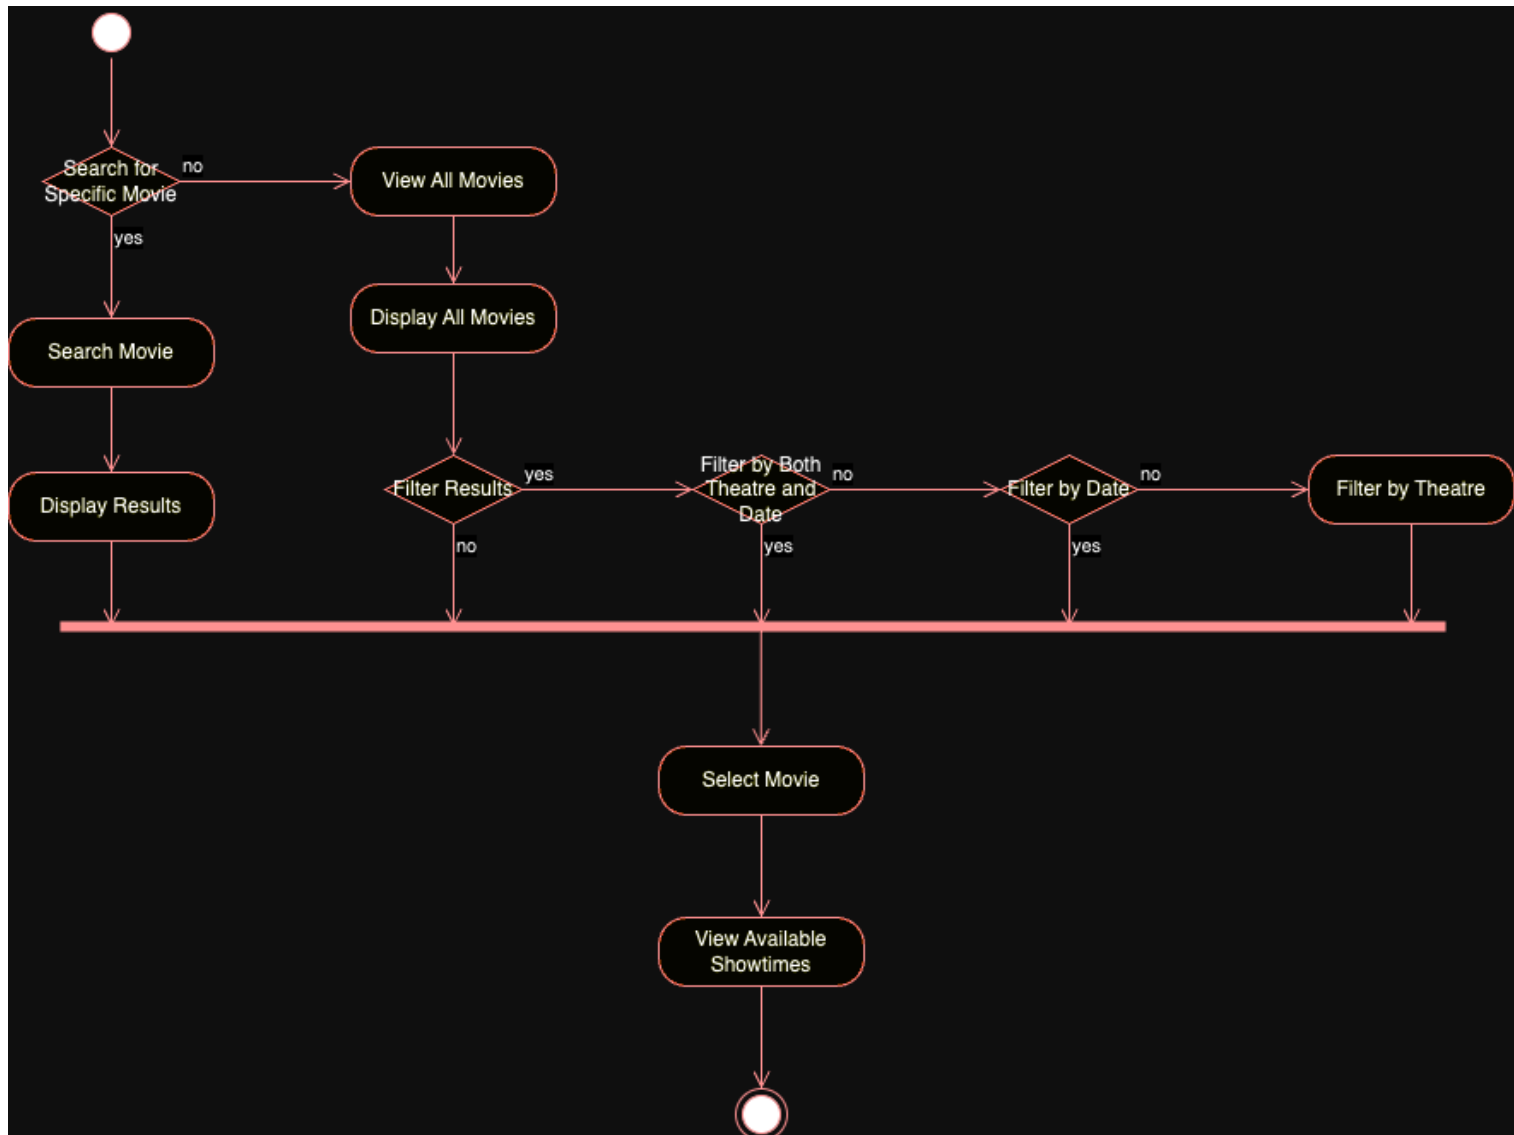 Search for
Specific Movie
no
View All Movies
yes
Display All Movies
Search Movie
Filter Results
yes
Filter by Both
Theatre and
Date
no
Filter by Date
no
Filter by Theatre
Display Results
no
yes
yes
Select Movie
View Available
Showtimes